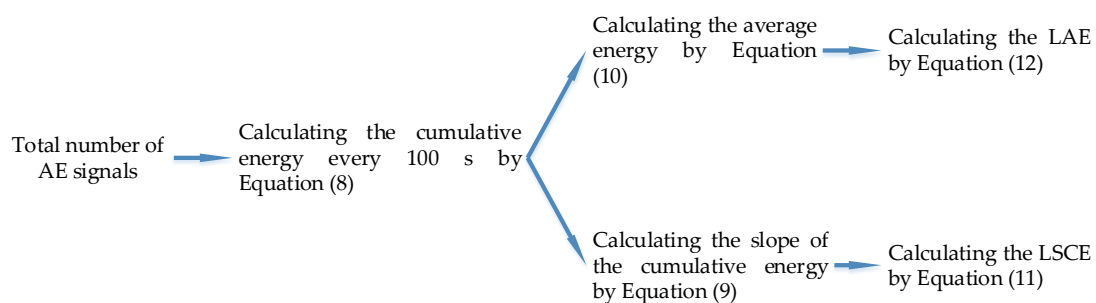 Total number of
AE signals
Calculating the cumulative
energy every 100 s by
Equation (8)
Calculating the average
energy by Equation
(10)
Calculating the LAE
by Equation (12)
Calculating the slope of
the cumulative energy
by Equation (9)
Calculating the LSCE
by Equation (11)